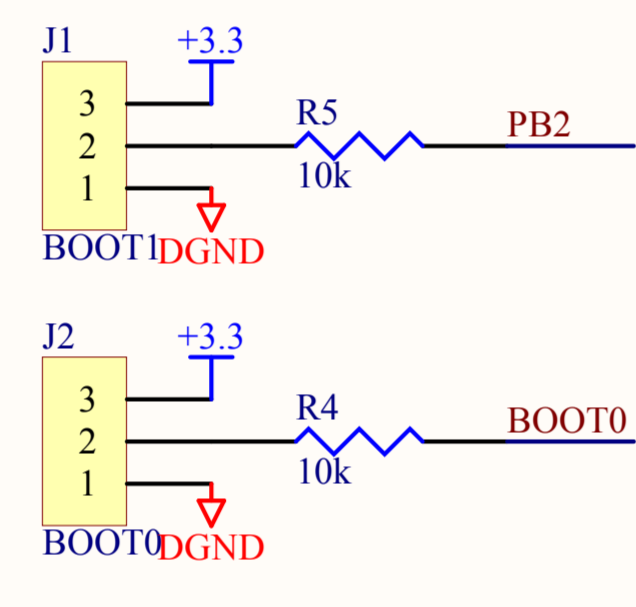 J1
+3.3
3
R5
PB2
2
10k
1
BOOT1
DGND
J2
+3.3
3
R4
BOOT0
2
10k
1
BOOT0
DGND